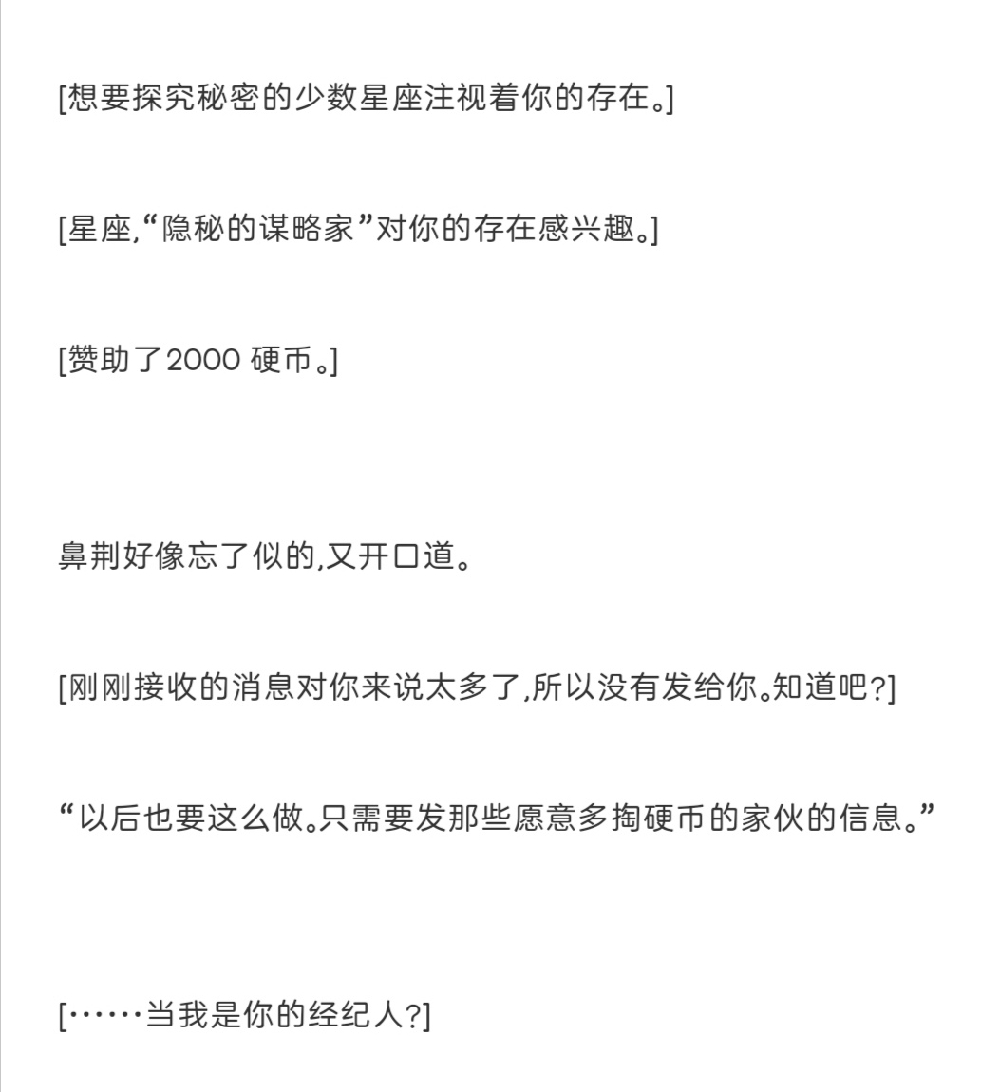 [想要探究秘密的少数星座注视着你的存在。]
[星座,“隐秘的谋略家”对你的存在感兴趣。]
[赞助了2000 硬币。]
鼻荆好像忘了似的,又开口道。
[刚刚接收的消息对你来说太多了,所以没有发给你。知道吧?]
“以后也要这么做。只需要发那些愿意多掏硬币的家伙的信息。”
[······当我是你的经纪人?]